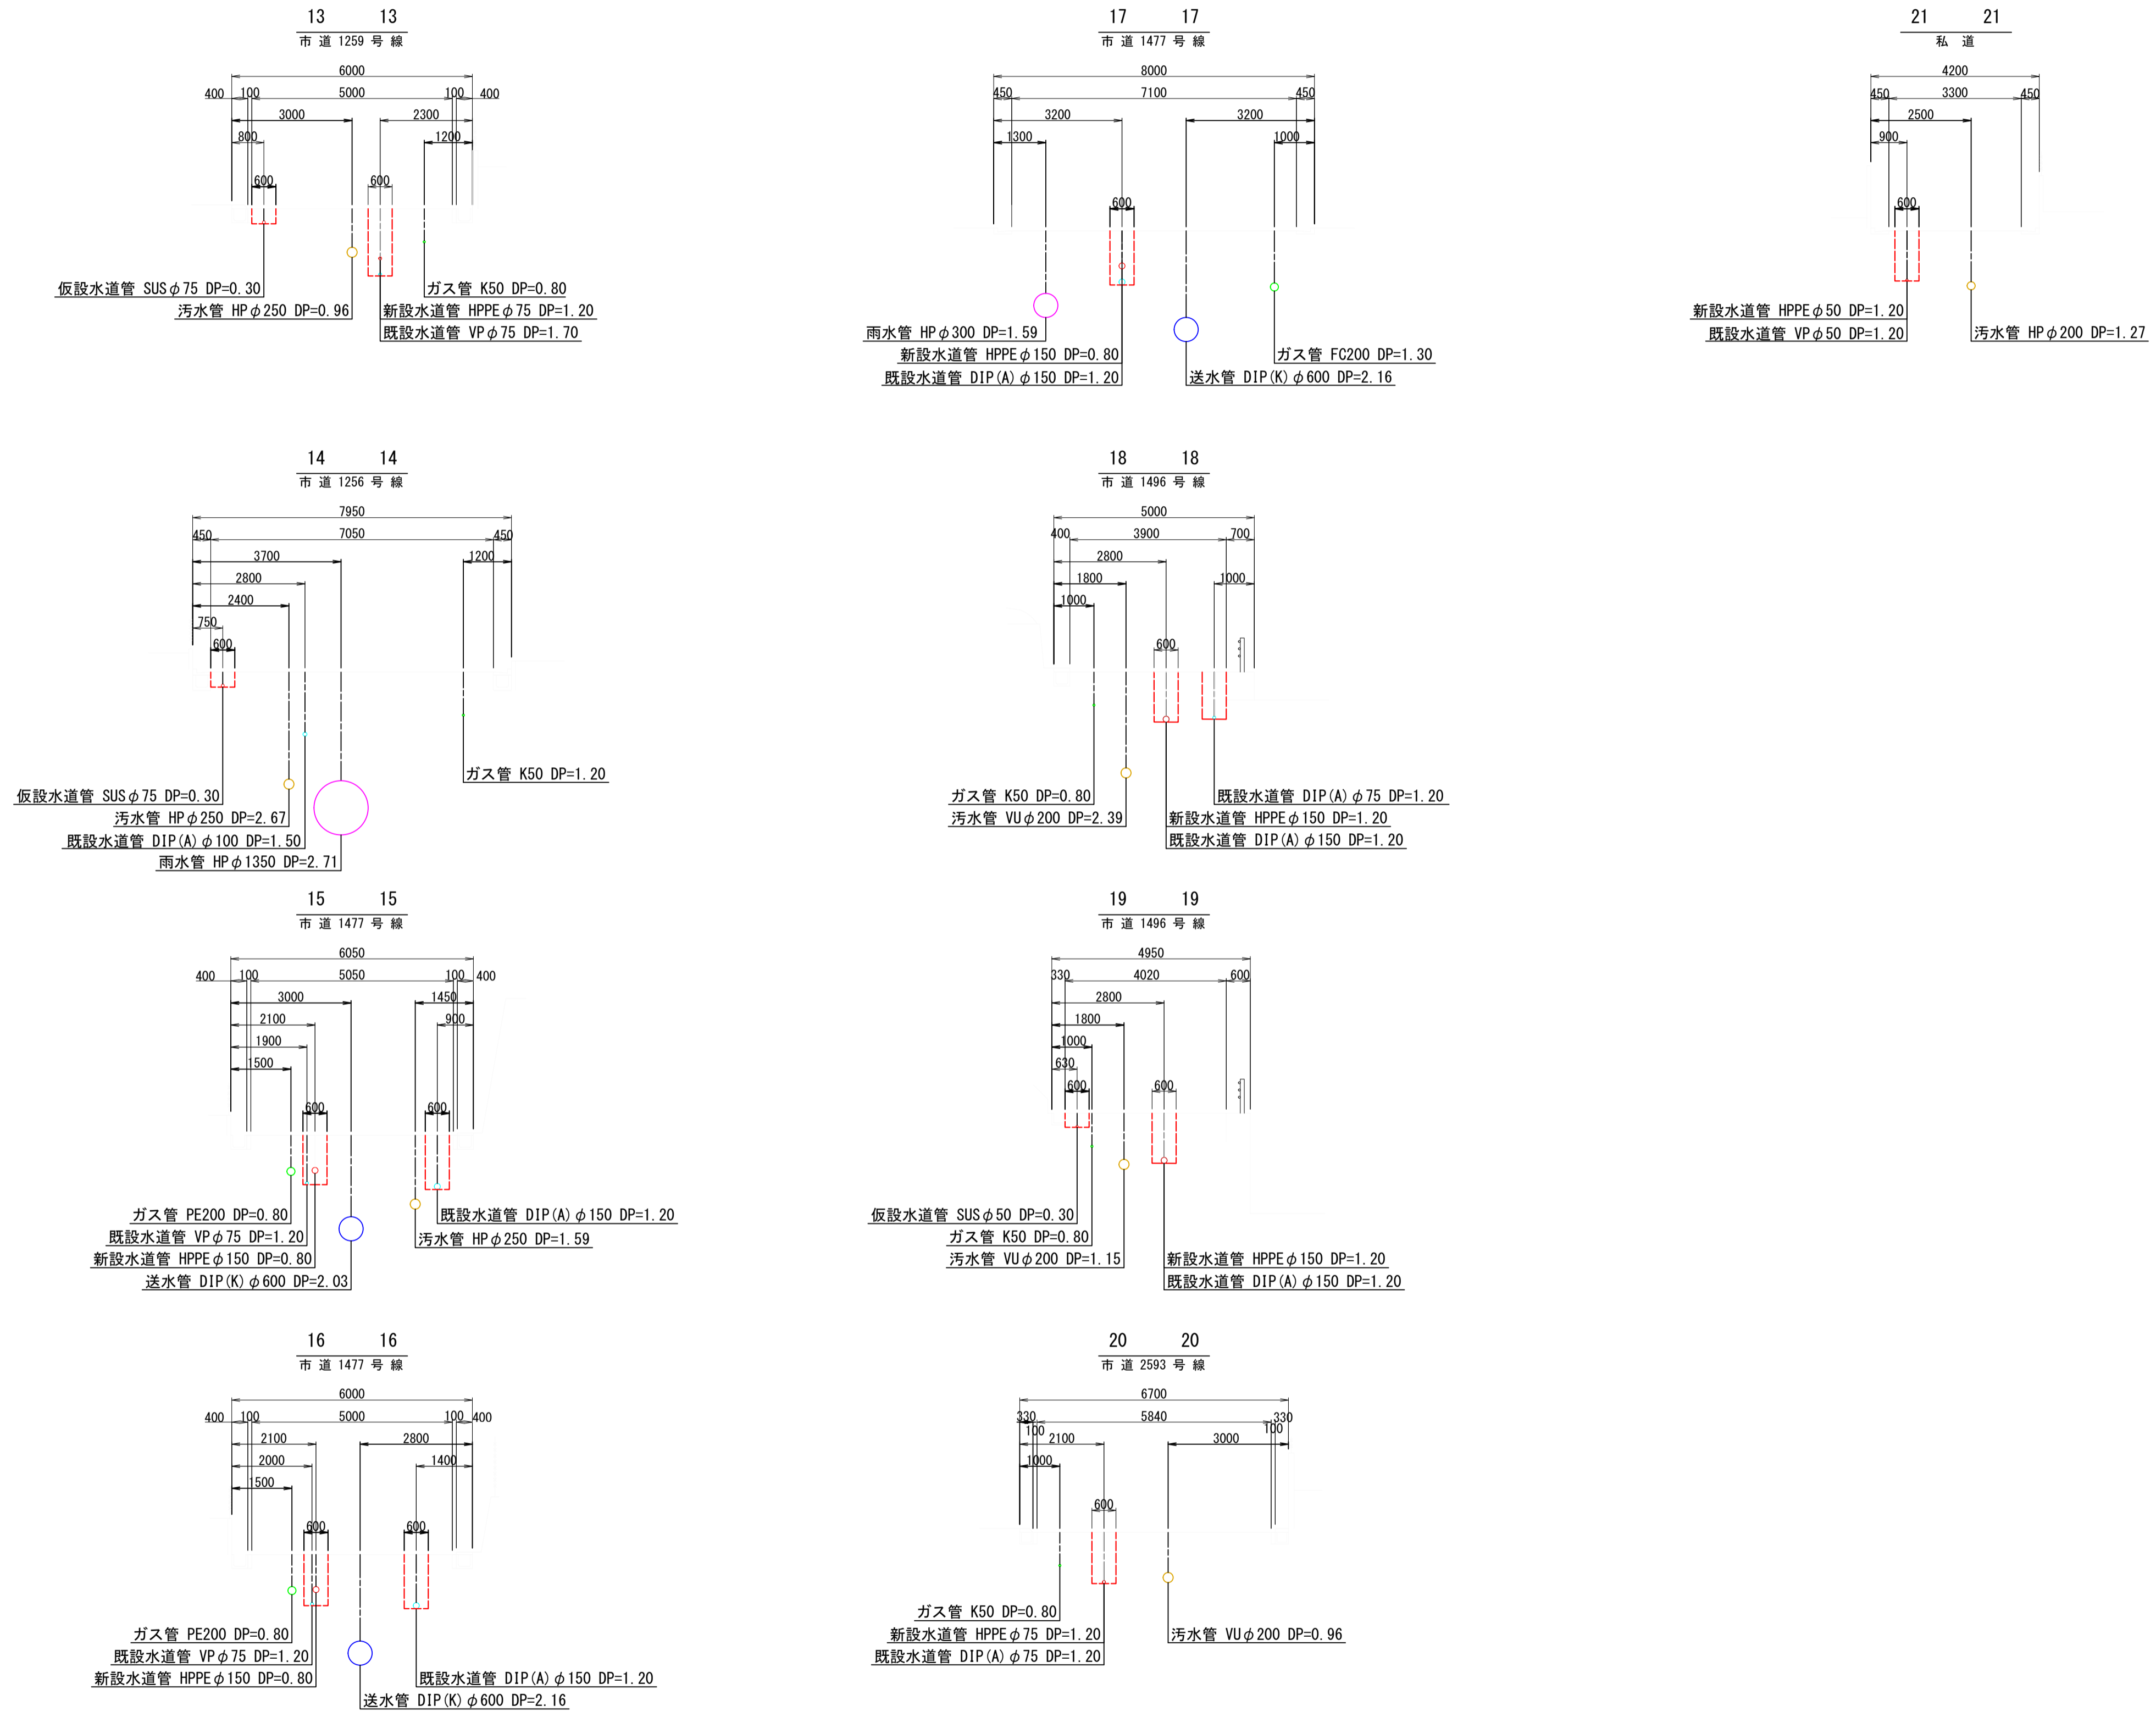 13 13
市 道 1259 号 線
6000
400 100 5000 100 400
3000 2300
800 1200
600 600
仮設水道管 SUSφ75 DP=0.30
ガス管 K50 DP=0.80
汚水管 HPφ250 DP=0.96
新設水道管 HPPEφ75 DP=1.20
既設水道管 VPφ75 DP=1.70
14 14
市 道 1256 号 線
7950
450 7050 450
3700 1200
2800
2400
750
600
ガス管 K50 DP=1.20
仮設水道管 SUSφ75 DP=0.30
汚水管 HPφ250 DP=2.67
既設水道管 DIP(A)φ100 DP=1.50
雨水管 HPφ1350 DP=2.71
15 15
市 道 1477 号 線
6050
400 100 5050 100 400
3000 1450
2100 900
1900
1500
600 600
ガス管 PE200 DP=0.80
既設水道管 DIP(A)φ150 DP=1.20
既設水道管 VPφ75 DP=1.20
汚水管 HPφ250 DP=1.59
新設水道管 HPPEφ150 DP=0.80
送水管 DIP(K)φ600 DP=2.03
16 16
市 道 1477 号 線
6000
400 100 5000 100 400
2100 2800
2000 1400
1500
600 600
ガス管 PE200 DP=0.80
既設水道管 VPφ75 DP=1.20
新設水道管 HPPEφ150 DP=0.80
既設水道管 DIP(A)φ150 DP=1.20
送水管 DIP(K)φ600 DP=2.16
17 17
市 道 1477 号 線
8000
450 7100 450
3200 3200
1300 1000
600
雨水管 HPφ300 DP=1.59
新設水道管 HPPEφ150 DP=0.80
ガス管 FC200 DP=1.30
既設水道管 DIP(A)φ150 DP=1.20
送水管 DIP(K)φ600 DP=2.16
18 18
市 道 1496 号 線
5000
400 3900 700
2800
1800 1000
1000
600
ガス管 K50 DP=0.80
既設水道管 DIP(A)φ75 DP=1.20
汚水管 VUφ200 DP=2.39
新設水道管 HPPEφ150 DP=1.20
既設水道管 DIP(A)φ150 DP=1.20
19 19
市 道 1496 号 線
4950
330 4020 600
2800
1800
1000
630
600 600
仮設水道管 SUSφ50 DP=0.30
ガス管 K50 DP=0.80
汚水管 VUφ200 DP=1.15
新設水道管 HPPEφ150 DP=1.20
既設水道管 DIP(A)φ150 DP=1.20
20 20
市 道 2593 号 線
6700
330 5840 330
100 100
2100 3000
1000
600
ガス管 K50 DP=0.80
新設水道管 HPPEφ75 DP=1.20
汚水管 VUφ200 DP=0.96
既設水道管 DIP(A)φ75 DP=1.20
21 21
私 道
4200
450 3300 450
2500
900
600
新設水道管 HPPEφ50 DP=1.20
既設水道管 VPφ50 DP=1.20
汚水管 HPφ200 DP=1.27